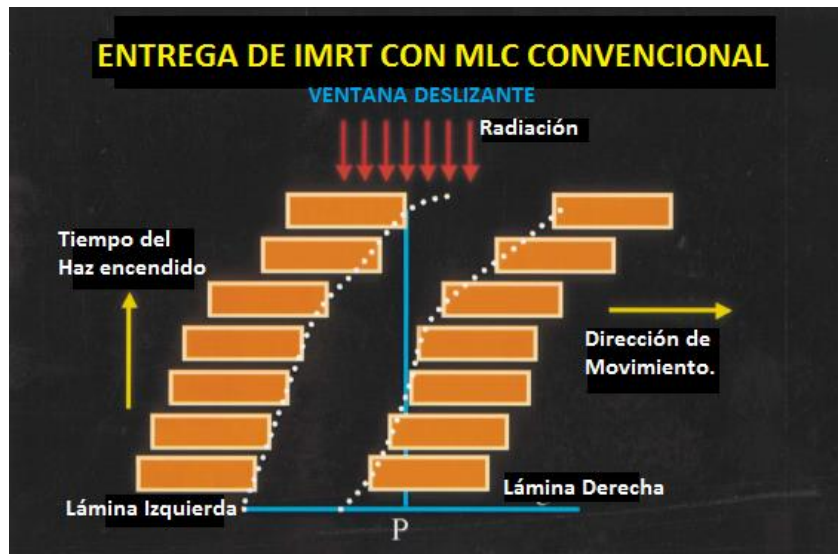 ENTREGA DE IMRT CON MLC CONVENCIONAL
VENTANA DESLIZANTE
Radiación
Tiempo del
Haz encendido
Dirección de
Movimiento.
Lámina Derecha
Lámina Izquierda
P